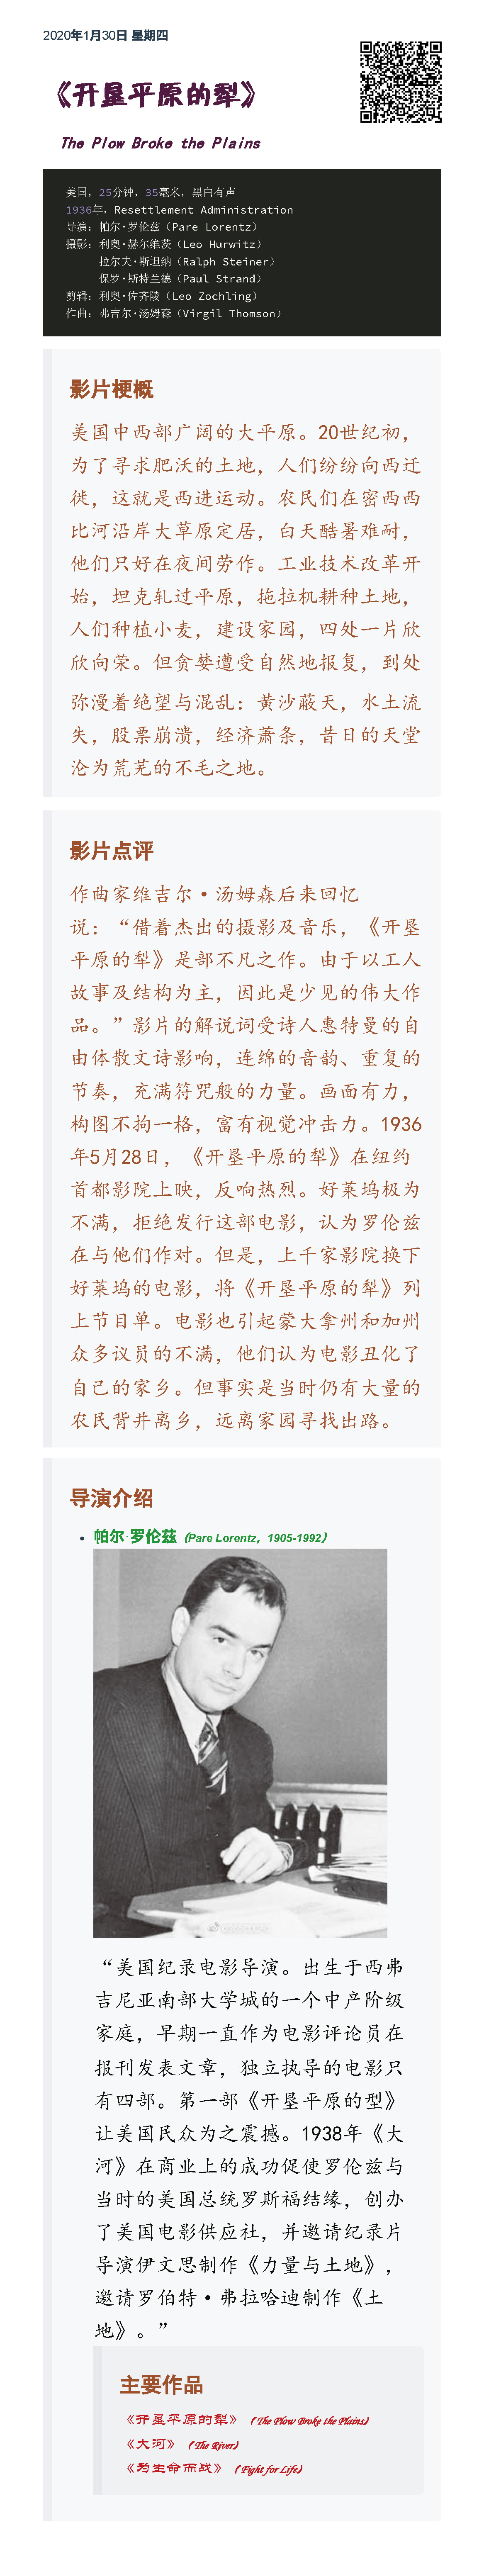 2020年1月30日 星期四
《开垦平原的犁》
The Plow Broke the Plains
美国，25分钟，35毫米，黑白有声
1936年，Resettlement Administration
导演：帕尔·罗伦兹（Pare Lorentz）
摄影：利奥·赫尔维茨（Leo Hurwitz）
拉尔夫·斯坦纳（Ralph Steiner）
保罗·斯特兰德（Paul Strand）
剪辑：利奥·佐齐陵（Leo Zochling）
作曲：弗吉尔·汤姆森（Virgil Thomson）
影片梗概
美国中西部广阔的大平原。20世纪初，
为了寻求肥沃的土地，人们纷纷向西迁
徙，这就是西进运动。农民们在密西西
比河沿岸大草原定居，白天酷暑难耐，
他们只好在夜间劳作。工业技术改革开
始，坦克轧过平原，拖拉机耕种土地，
人们种植小麦，建设家园，四处一片欣
欣向荣。但贪婪遭受自然地报复，到处
弥漫着绝望与混乱：黄沙蔽天，水土流
失，股票崩溃，经济萧条，昔日的天堂
沦为荒芜的不毛之地。
影片点评
作曲家维吉尔·汤姆森后来回忆
说：“借着杰出的摄影及音乐，《开垦
平原的犁》是部不凡之作。由于以工人
故事及结构为主，因此是少见的伟大作
品。”影片的解说词受诗人惠特曼的自
由体散文诗影响，连绵的音韵、重复的
节奏，充满符咒般的力量。画面有力，
构图不拘一格，富有视觉冲击力。1936
年5月28日，《开垦平原的犁》在纽约
首都影院上映，反响热烈。好莱坞极为
不满，拒绝发行这部电影，认为罗伦兹
在与他们作对。但是，上千家影院换下
好莱坞的电影，将《开垦平原的犁》列
上节目单。电影也引起蒙大拿州和加州
众多议员的不满，他们认为电影丑化了
自己的家乡。但事实是当时仍有大量的
农民背井离乡，远离家园寻找出路。
导演介绍
帕尔·罗伦兹（Pare Lorentz，1905-1992）
“美国纪录电影导演。出生于西弗
吉尼亚南部大学城的一个中产阶级
家庭，早期一直作为电影评论员在
报刊发表文章，独立执导的电影只
有四部。第一部《开垦平原的型》
让美国民众为之震撼。1938年《大
河》在商业上的成功促使罗伦兹与
当时的美国总统罗斯福结缘，创办
了美国电影供应社，并邀请纪录片
导演伊文思制作《力量与土地》，
邀请罗伯特·弗拉哈迪制作《土
地》。”
主要作品
《开垦平原的犁》（The Plow Broke the Plains）
《大河》（The River）
《为生命而战》（Fight for Life）